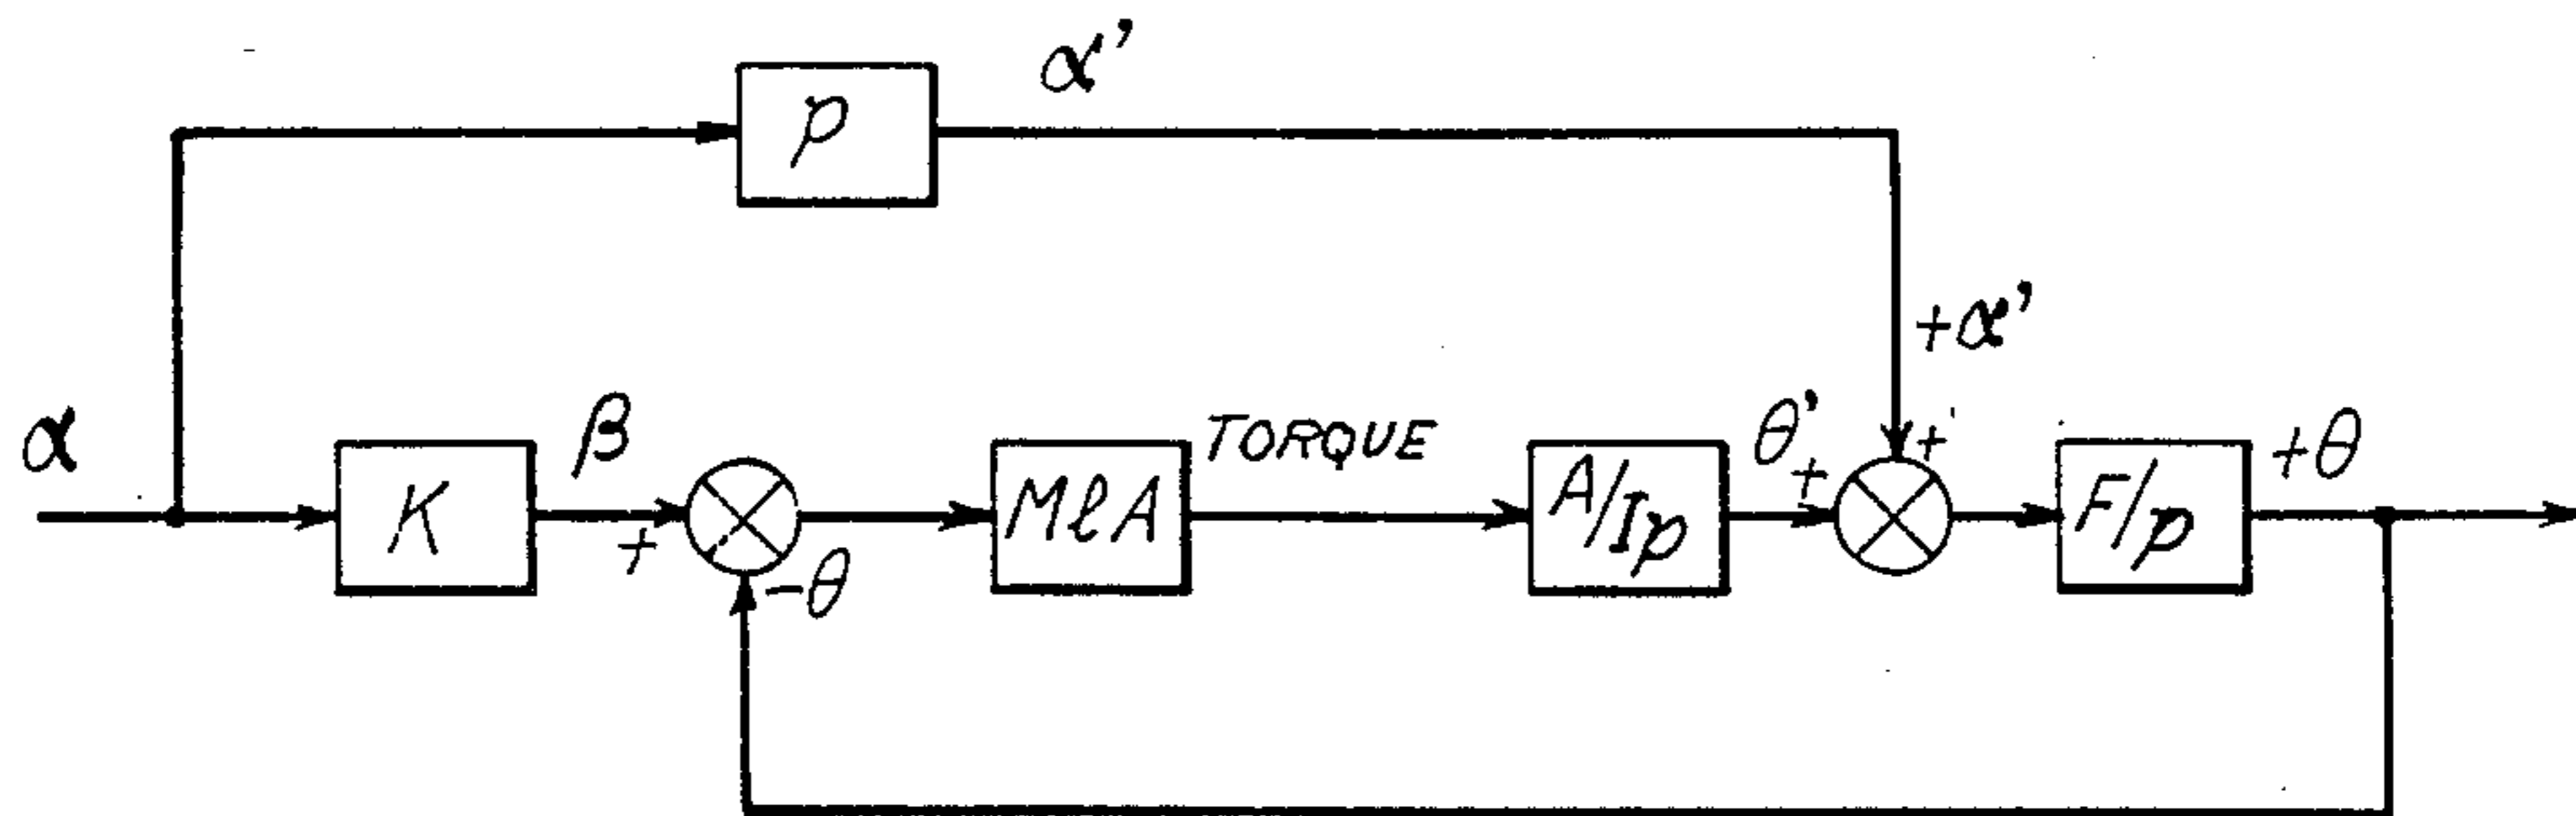 α'
p
+α'
α
K
β
+
-θ
MlA
TORQUE
A/Ip
θ'
+
+
F/p
+θ